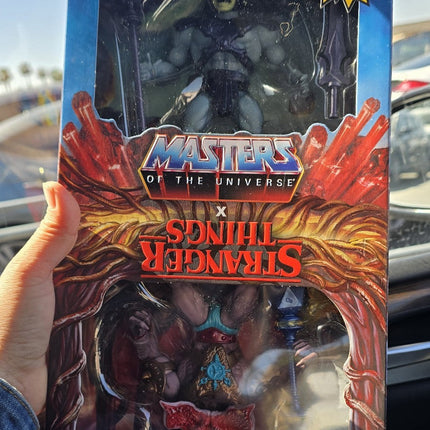 MASTERS
OF THE UNIVERSE
X
STRANGER
THINGS